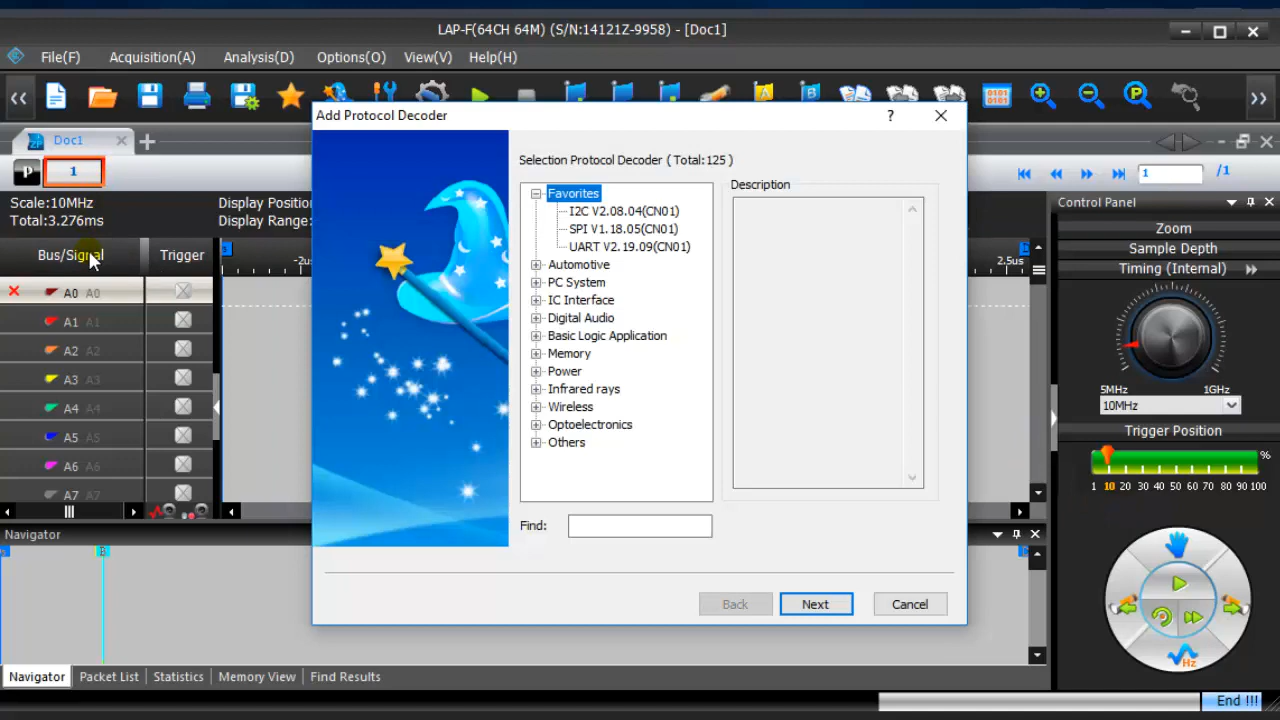 LAP-F(64CH 64M) (S/N:14121Z-9958) - [Doc1]
File(F) Acquisition(A) Analysis(D) Options(O) View(V) Help(H)
Doc1
P 1
1 /1
Scale:10MHz
Total:3.276ms
Display Positio
Display Range:
Bus/Signal Trigger
-2us
2.5us
A0 A0
A1 A1
A2 A2
A3 A3
A4 A4
A5 A5
A6 A6
A7 A7
Add Protocol Decoder
?
Selection Protocol Decoder ( Total:125 )
Favorites
I2C V2.08.04(CN01)
SPI V1.18.05(CN01)
UART V2.19.09(CN01)
Automotive
PC System
IC Interface
Digital Audio
Basic Logic Application
Memory
Power
Infrared rays
Wireless
Optoelectronics
Others
Description
Find:
Back Next Cancel
Control Panel
Zoom
Sample Depth
Timing (Internal)
5MHz 1GHz
10MHz
Trigger Position
%
1 10 20 30 40 50 60 70 80 90 100
Hz
Navigator
B
Navigator Packet List Statistics Memory View Find Results
End !!!